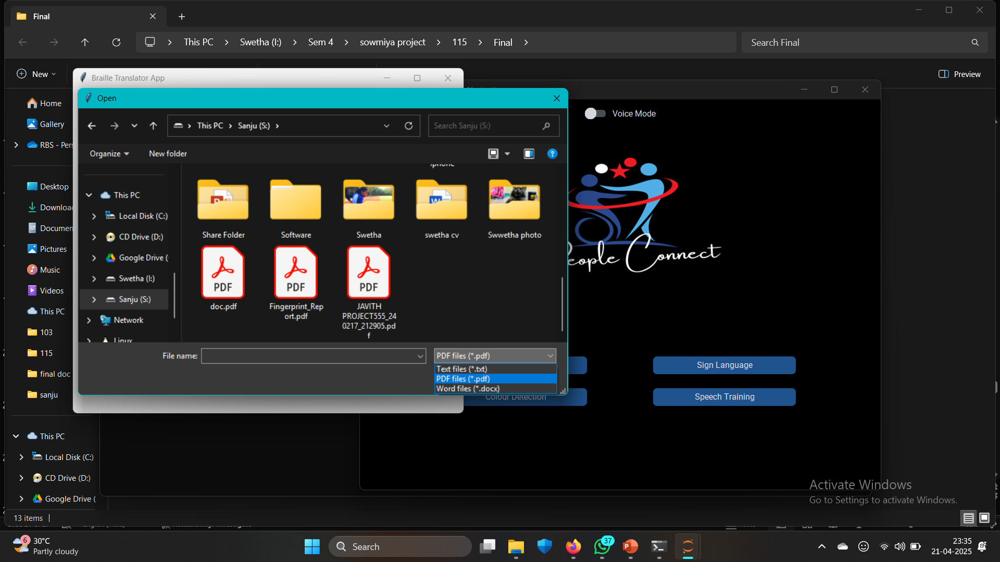 Final
This PC
Swetha (I:)
Sem 4
sowmiya project
115
Final
Search Final
New
Preview
Braille Translator App
Open
This PC
Sanju (S:)
Search Sanju (S:)
Organize
New folder
iphone
Home
Gallery
RBS - Pers
Desktop
Download
Documen
Pictures
Music
Videos
This PC
103
115
final doc
sanju
This PC
Local Disk (C:)
CD Drive (D:)
Google Drive (
13 items
This PC
Local Disk (C:)
CD Drive (D:)
Google Drive (
Swetha (I:)
Sanju (S:)
Network
Linux
Share Folder
Software
Swetha
swetha cv
Swwetha photo
PDF
PDF
PDF
doc.pdf
Fingerprint_Rep
ort.pdf
JAVITH
PROJECT555_24
0217_212905.pd
f
File name:
PDF files (*.pdf)
Text files (*.txt)
PDF files (*.pdf)
Word files (*.docx)
Voice Mode
eople Connect
Sign Language
Colour Detection
Speech Training
Activate Windows
Go to Settings to activate Windows.
6
30°C
Partly cloudy
Search
37
23:35
21-04-2025